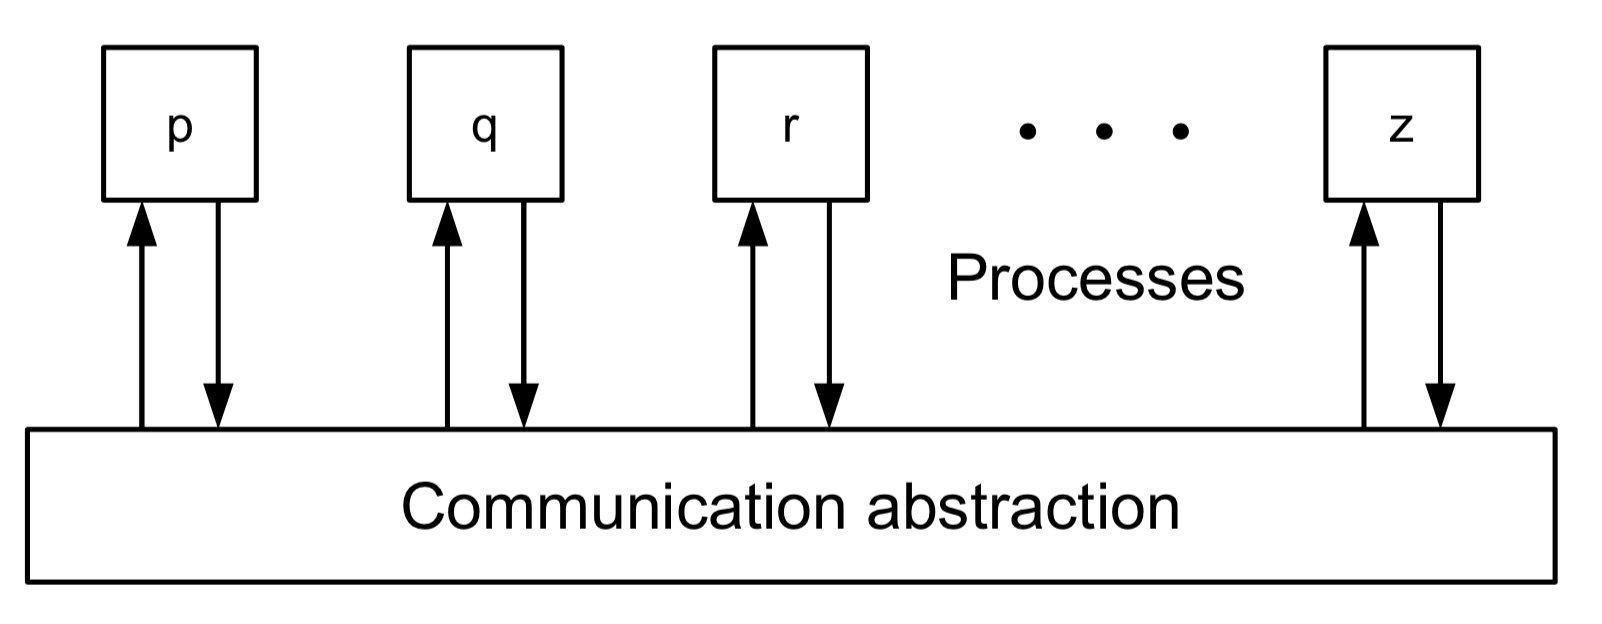 p q r . . . z
Processes
Communication abstraction